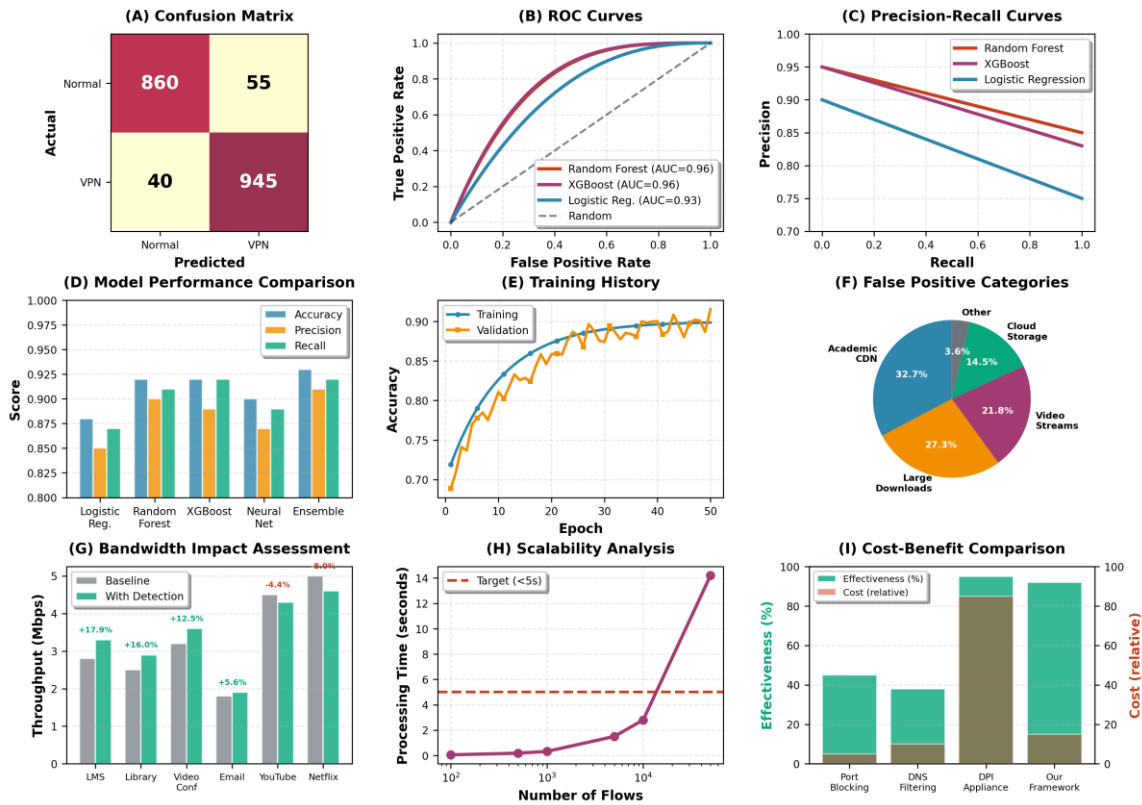 (A) Confusion Matrix
Actual
Normal
VPN
860
55
40
945
Normal
VPN
Predicted
(B) ROC Curves
True Positive Rate
1.0
0.8
0.6
0.4
0.2
0.0
Random Forest (AUC=0.96)
XGBoost (AUC=0.96)
Logistic Reg. (AUC=0.93)
Random
0.0
0.2
0.4
0.6
0.8
1.0
False Positive Rate
(C) Precision-Recall Curves
Precision
1.00
0.95
0.90
0.85
0.80
0.75
0.70
Random Forest
XGBoost
Logistic Regression
0.0
0.2
0.4
0.6
0.8
1.0
Recall
(D) Model Performance Comparison
Score
1.000
0.975
0.950
0.925
0.900
0.875
0.850
0.825
0.800
Accuracy
Precision
Recall
Logistic
Reg.
Random
Forest
XGBoost
Neural
Net
Ensemble
(E) Training History
Accuracy
0.90
0.85
0.80
0.75
0.70
Training
Validation
0
10
20
30
40
50
Epoch
(F) False Positive Categories
Other
3.6%
Cloud
Storage
14.5%
Academic
CDN
32.7%
Video
Streams
21.8%
27.3%
Large
Downloads
(G) Bandwidth Impact Assessment
Throughput (Mbps)
5
4
3
2
1
0
Baseline
With Detection
+17.9%
+16.0%
+12.5%
+5.6%
-4.4%
-8.0%
LMS
Library
Video
Conf
Email
YouTube
Netflix
(H) Scalability Analysis
Processing Time (seconds)
14
12
10
8
6
4
2
0
Target (<5s)
10²
10³
10⁴
Number of Flows
(I) Cost-Benefit Comparison
Effectiveness (%)
100
80
60
40
20
0
Effectiveness (%)
Cost (relative)
Port
Blocking
DNS
Filtering
DPI
Appliance
Our
Framework
100
80
60
40
20
0
Cost (relative)